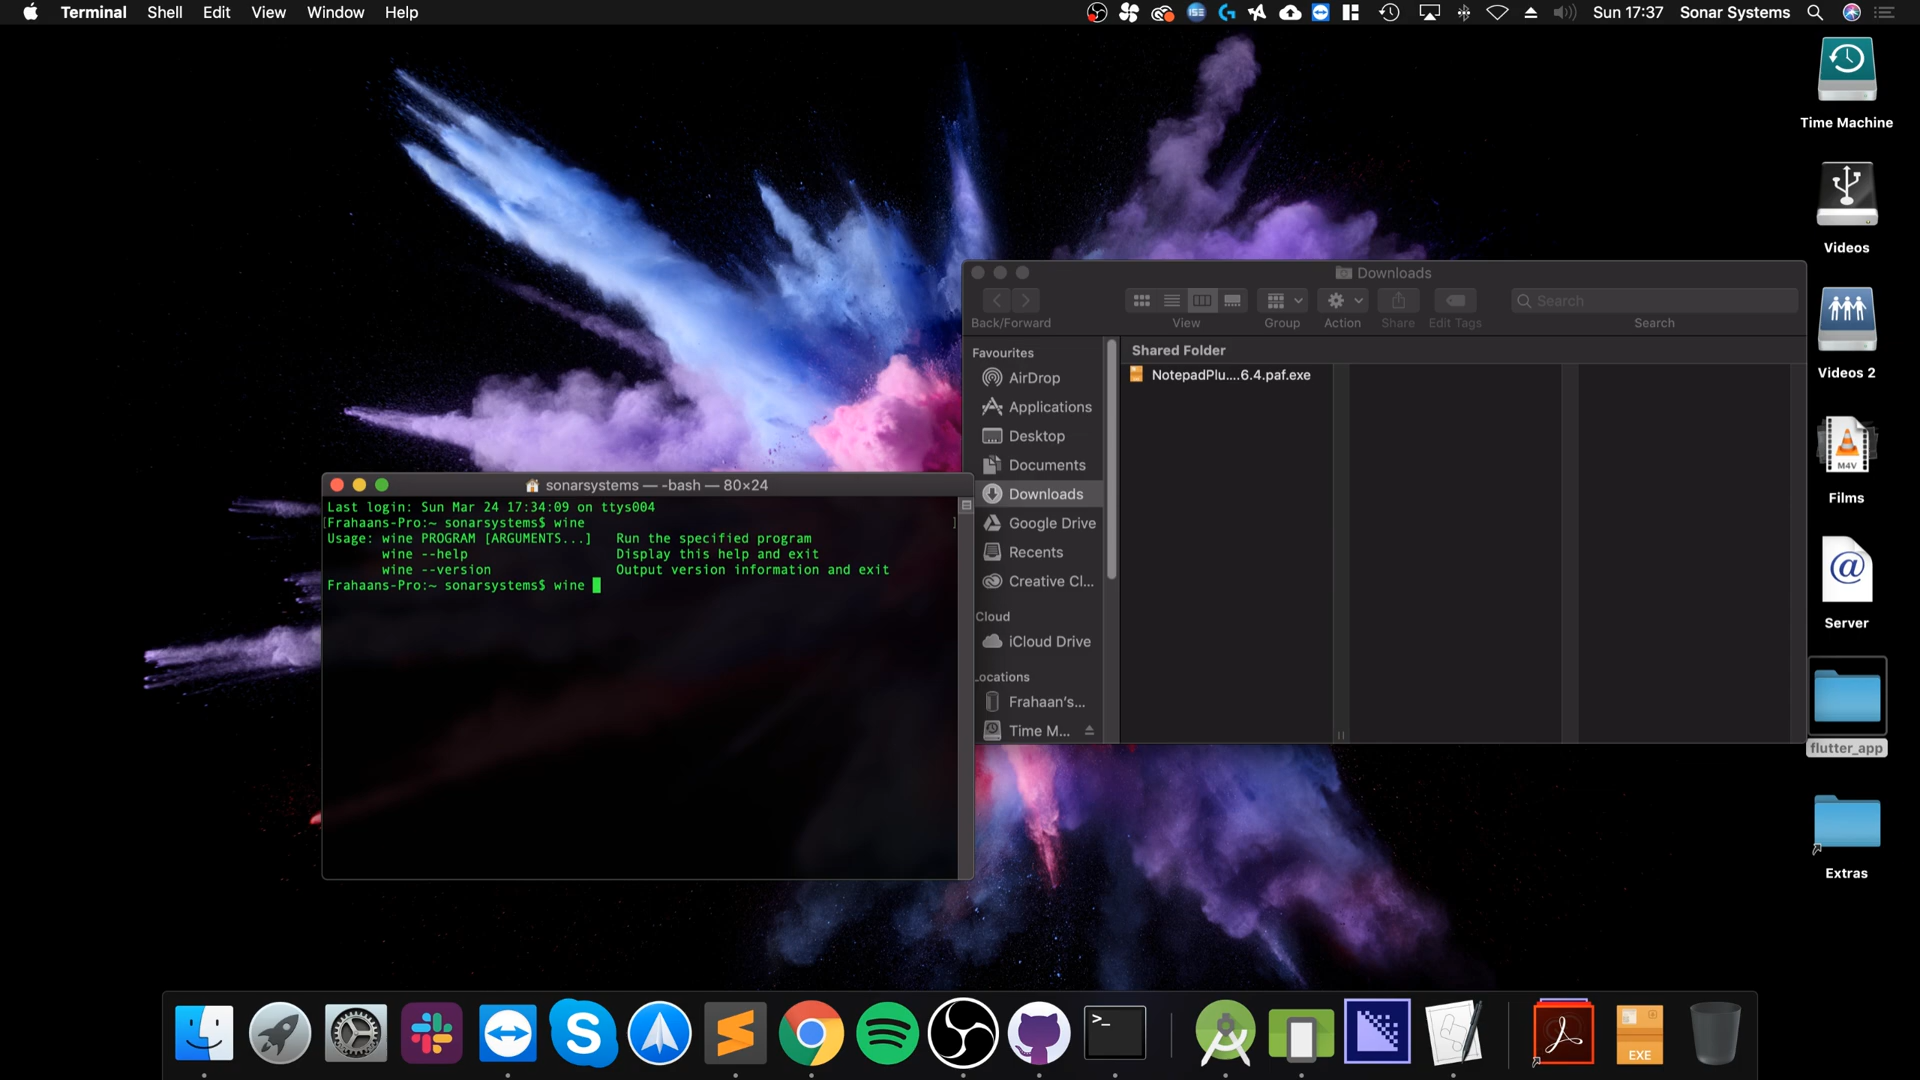 Terminal Shell Edit View Window Help
ISE
Sun 17:37 Sonar Systems
Time Machine
Videos
Videos 2
M4V
Films
@
Server
flutter_app
Extras
Downloads
Back/Forward
View
Group
Action
Share
Edit Tags
Search
Search
Favourites
AirDrop
Applications
Desktop
Documents
Downloads
Google Drive
Recents
Creative Cl...
Cloud
iCloud Drive
Locations
Frahaan's...
Time M...
Shared Folder
NotepadPlu....6.4.paf.exe
sonarsystems — -bash — 80×24
Last login: Sun Mar 24 17:34:09 on ttys004
[Frahaans-Pro:~ sonarsystems$ wine ]
Usage: wine PROGRAM [ARGUMENTS...]   Run the specified program
       wine --help                   Display this help and exit
       wine --version                Output version information and exit
Frahaans-Pro:~ sonarsystems$ wine
S
>_
EXE